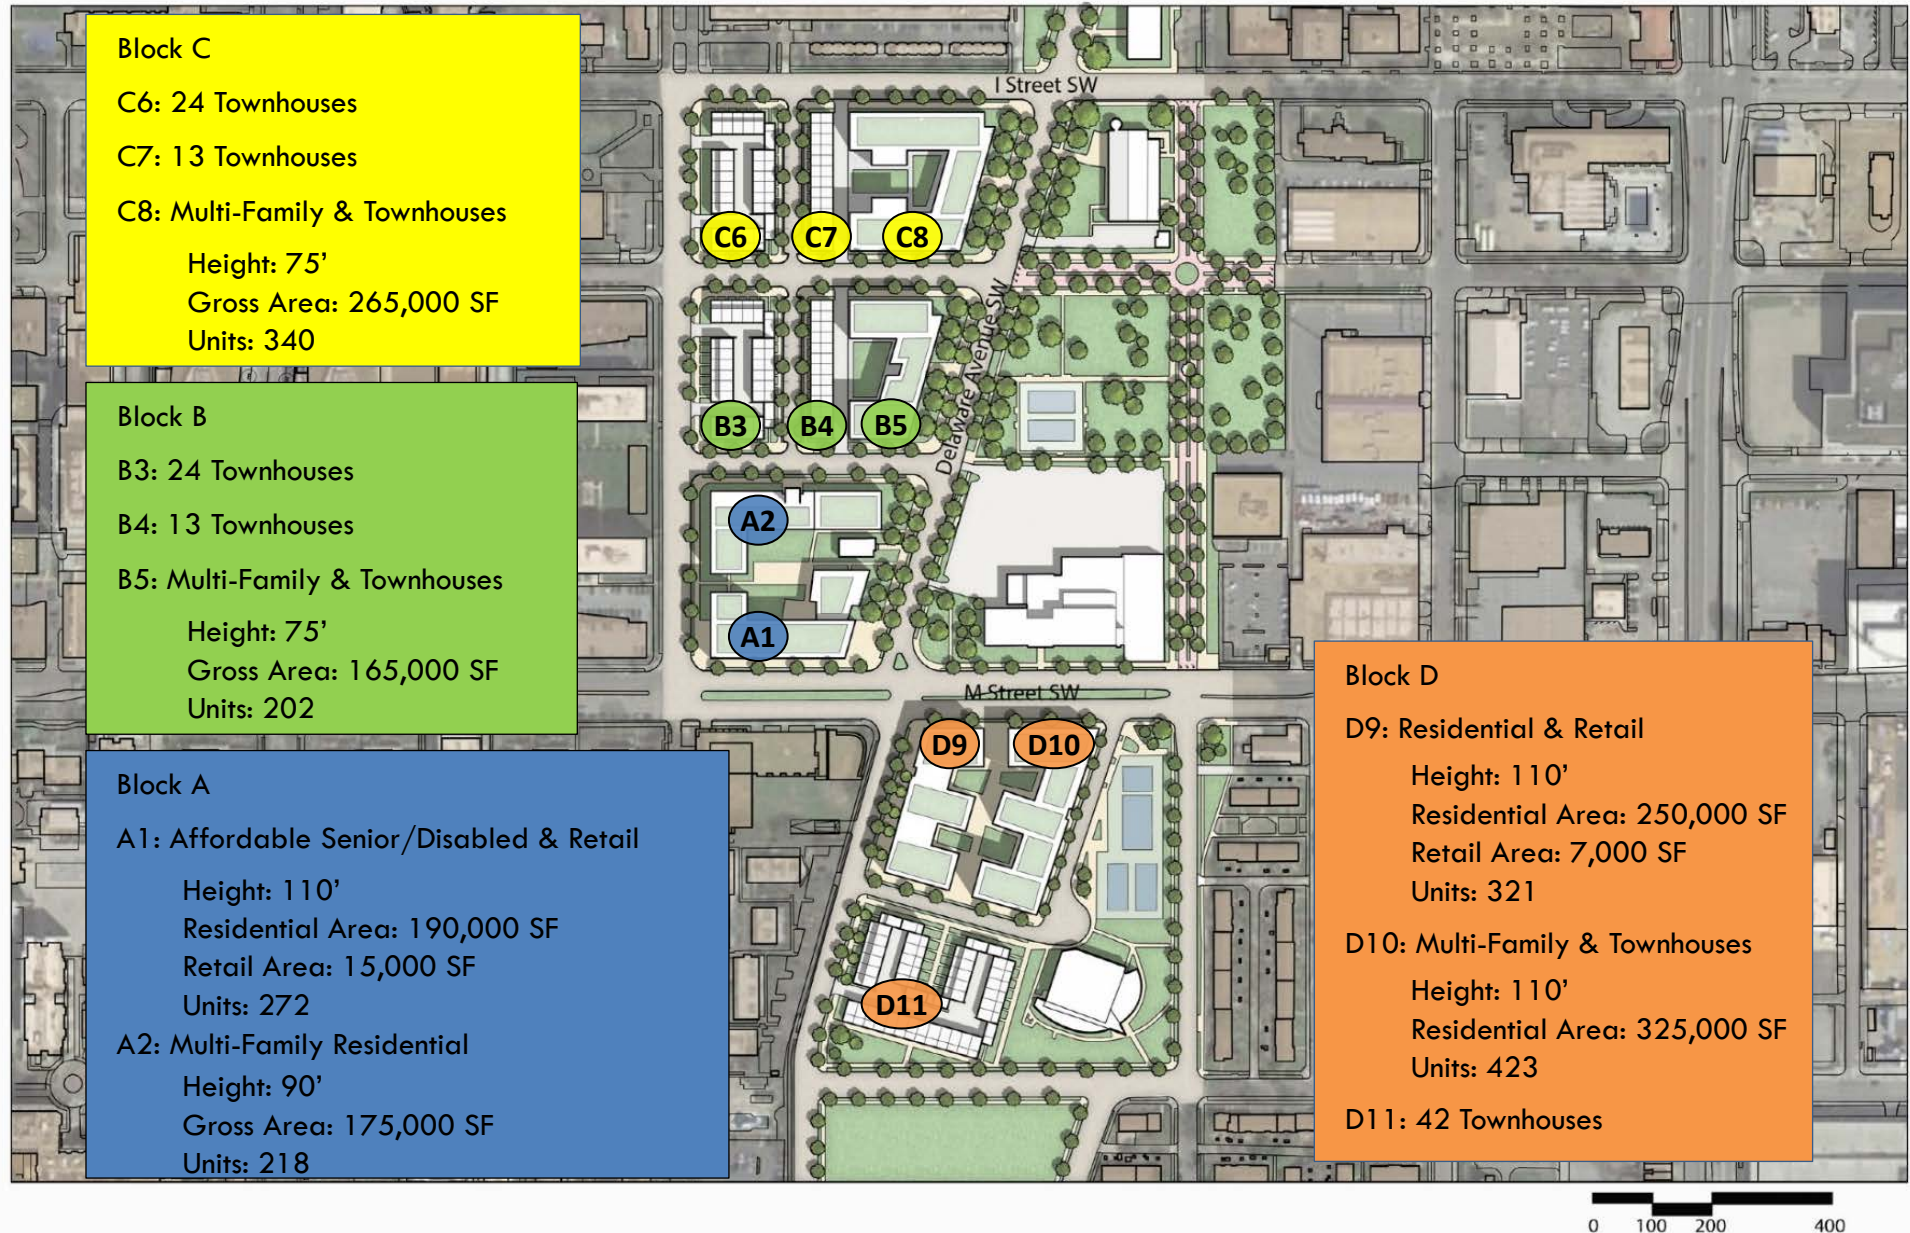 Block C
C6: 24 Townhouses
C7: 13 Townhouses
C8: Multi-Family & Townhouses
Height: 75’
Gross Area: 265,000 SF
Units: 340
Block B
B3: 24 Townhouses
B4: 13 Townhouses
B5: Multi-Family & Townhouses
Height: 75’
Gross Area: 165,000 SF
Units: 202
Block A
A1: Affordable Senior/Disabled & Retail
Height: 110’
Residential Area: 190,000 SF
Retail Area: 15,000 SF
Units: 272
A2: Multi-Family Residential
Height: 90’
Gross Area: 175,000 SF
Units: 218
I Street SW
C6 C7 C8
Delaware Avenue SW
B3 B4 B5
A2
A1
M Street SW
D9 D10
D11
Block D
D9: Residential & Retail
Height: 110’
Residential Area: 250,000 SF
Retail Area: 7,000 SF
Units: 321
D10: Multi-Family & Townhouses
Height: 110’
Residential Area: 325,000 SF
Units: 423
D11: 42 Townhouses
0 100 200 400